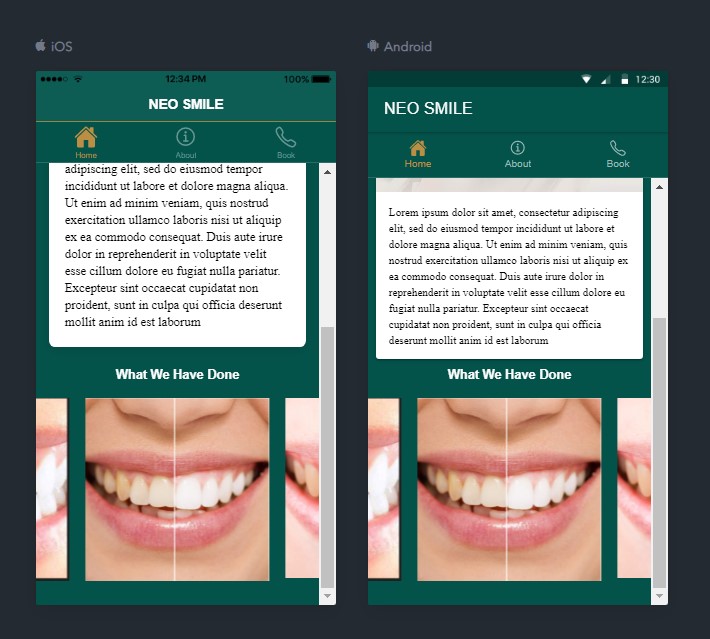 iOS
12:34 PM
100%
NEO SMILE
Home
About
Book
adipiscing elit, sed do eiusmod tempor
incididunt ut labore et dolore magna aliqua.
Ut enim ad minim veniam, quis nostrud
exercitation ullamco laboris nisi ut aliquip
ex ea commodo consequat. Duis aute irure
dolor in reprehenderit in voluptate velit
esse cillum dolore eu fugiat nulla pariatur.
Excepteur sint occaecat cupidatat non
proident, sunt in culpa qui officia deserunt
mollit anim id est laborum
What We Have Done
Android
12:30
NEO SMILE
Home
About
Book
Lorem ipsum dolor sit amet, consectetur adipiscing
elit, sed do eiusmod tempor incididunt ut labore et
dolore magna aliqua. Ut enim ad minim veniam, quis
nostrud exercitation ullamco laboris nisi ut aliquip ex
ea commodo consequat. Duis aute irure dolor in
reprehenderit in voluptate velit esse cillum dolore eu
fugiat nulla pariatur. Excepteur sint occaecat
cupidatat non proident, sunt in culpa qui officia
deserunt mollit anim id est laborum
What We Have Done